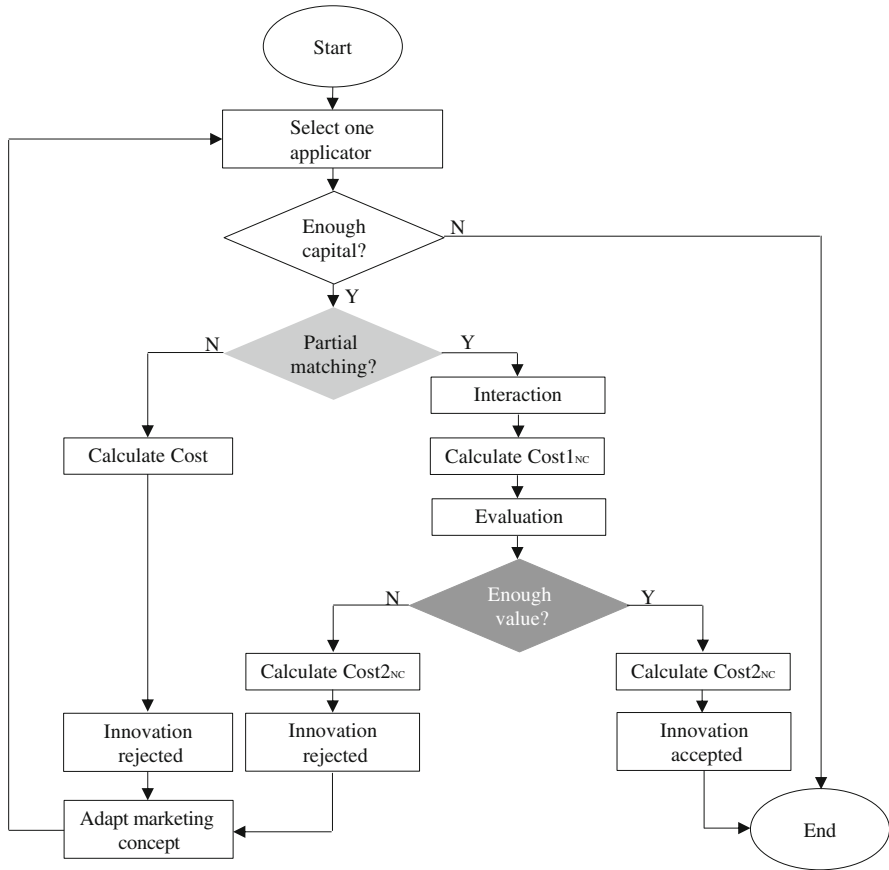 Start
Select one
applicator
Enough
capital?
N
Y
Partial
matching?
N
Y
Interaction
Calculate Cost
Calculate Cost1NC
Evaluation
Enough
value?
N
Y
Calculate Cost2NC
Calculate Cost2NC
Innovation
rejected
Innovation
rejected
Innovation
accepted
Adapt marketing
concept
End